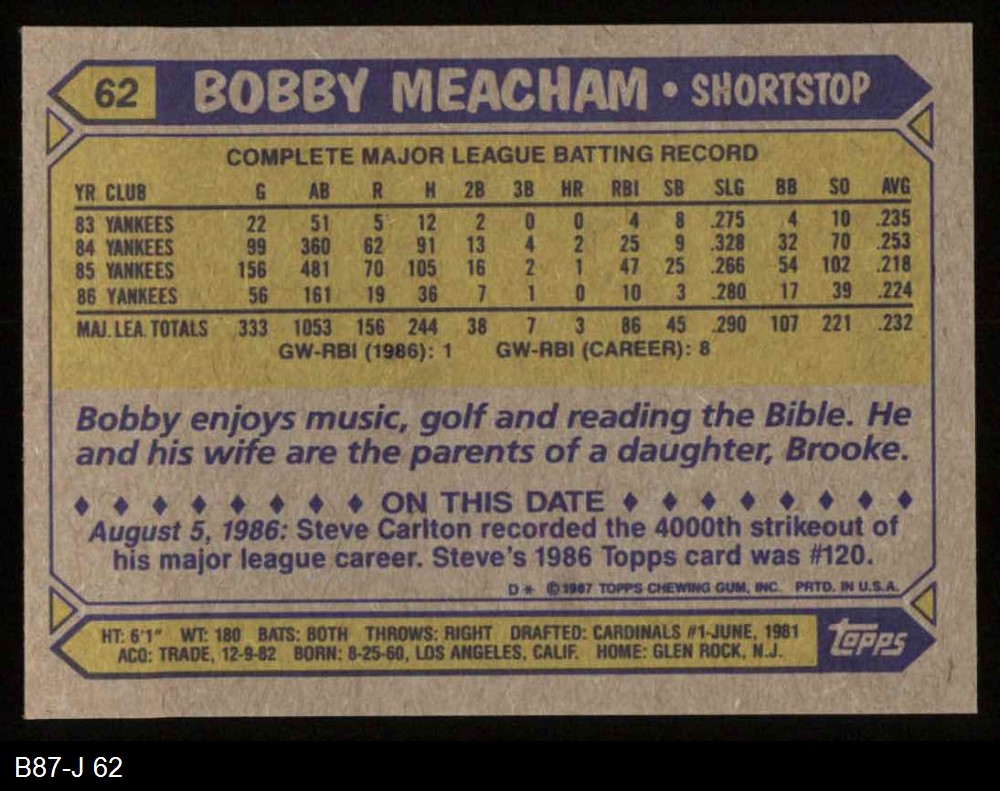 62 BOBBY MEACHAM • SHORTSTOP
COMPLETE MAJOR LEAGUE BATTING RECORD
YR CLUB G AB R H 2B 3B HR RBI SB SLG BB SO AVG
83 YANKEES 22 51 5 12 2 0 0 4 8 .275 4 10 .235
84 YANKEES 99 360 62 91 13 4 2 25 9 .328 32 70 .253
85 YANKEES 156 481 70 105 16 2 1 47 25 .266 54 102 .218
86 YANKEES 56 161 19 36 7 1 0 10 3 .280 17 39 .224
MAJ. LEA. TOTALS 333 1053 156 244 38 7 3 86 45 .290 107 221 .232
GW-RBI (1986): 1 GW-RBI (CAREER): 8
Bobby enjoys music, golf and reading the Bible. He
and his wife are the parents of a daughter, Brooke.
♦ ♦ ♦ ♦ ♦ ♦ ♦ ♦ ON THIS DATE ♦ ♦ ♦ ♦ ♦ ♦ ♦ ♦
August 5, 1986: Steve Carlton recorded the 4000th strikeout of
his major league career. Steve's 1986 Topps card was #120.
D* © 1987 TOPPS CHEWING GUM, INC. PRTD. IN U.S.A.
HT: 6'1" WT: 180 BATS: BOTH THROWS: RIGHT DRAFTED: CARDINALS #1-JUNE, 1981
ACQ: TRADE, 12-9-82 BORN: 8-25-60, LOS ANGELES, CALIF. HOME: GLEN ROCK, N.J.
topps
B87-J 62